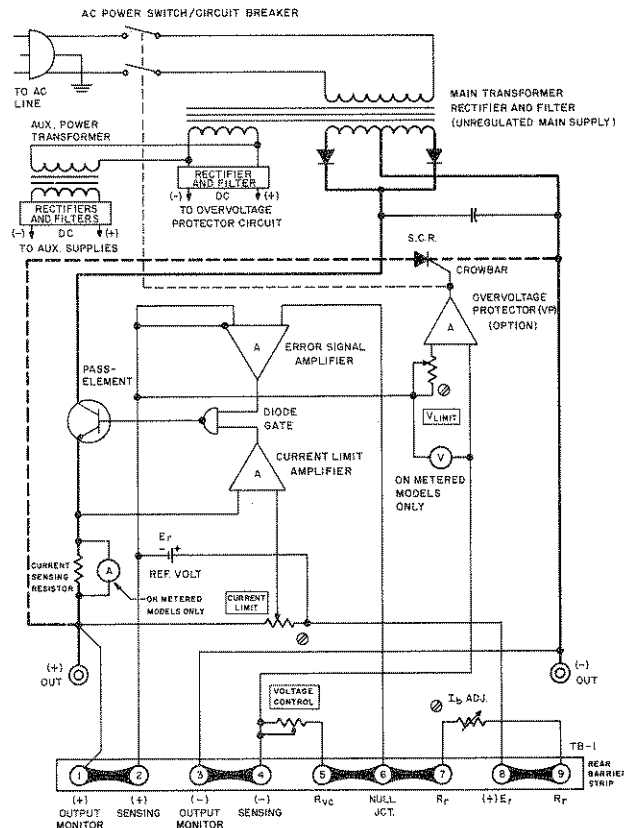 AC POWER SWITCH/CIRCUIT BREAKER
TO AC
LINE
MAIN TRANSFORMER
RECTIFIER AND FILTER
(UNREGULATED MAIN SUPPLY)
AUX, POWER
TRANSFORMER
RECTIFIER
AND FILTER
(-) DC (+)
TO OVERVOLTAGE
PROTECTOR CIRCUIT
RECTIFIERS
AND FILTERS
(-) DC (+)
TO AUX. SUPPLIES
S.C.R.
CROWBAR
OVERVOLTAGE
PROTECTOR (VP)
(OPTION)
A
A
ERROR SIGNAL
AMPLIFIER
PASS-
ELEMENT
DIODE
GATE
VLIMIT
A
CURRENT LIMIT
AMPLIFIER
V
ON METERED
MODELS
ONLY
Er
- +
REF. VOLT
CURRENT
SENSING
RESISTOR
A
ON METERED
MODELS ONLY
CURRENT
LIMIT
(+)
OUT
(-)
OUT
VOLTAGE
CONTROL
Ib ADJ.
TB-1
1 2 3 4 5 6 7 8 9
REAR
BARRIER
STRIP
(+)
OUTPUT
MONITOR
(+)
SENSING
(-)
OUTPUT
MONITOR
(-)
SENSING
RVC
NULL
JCT.
Rr
(+)Er
Rr